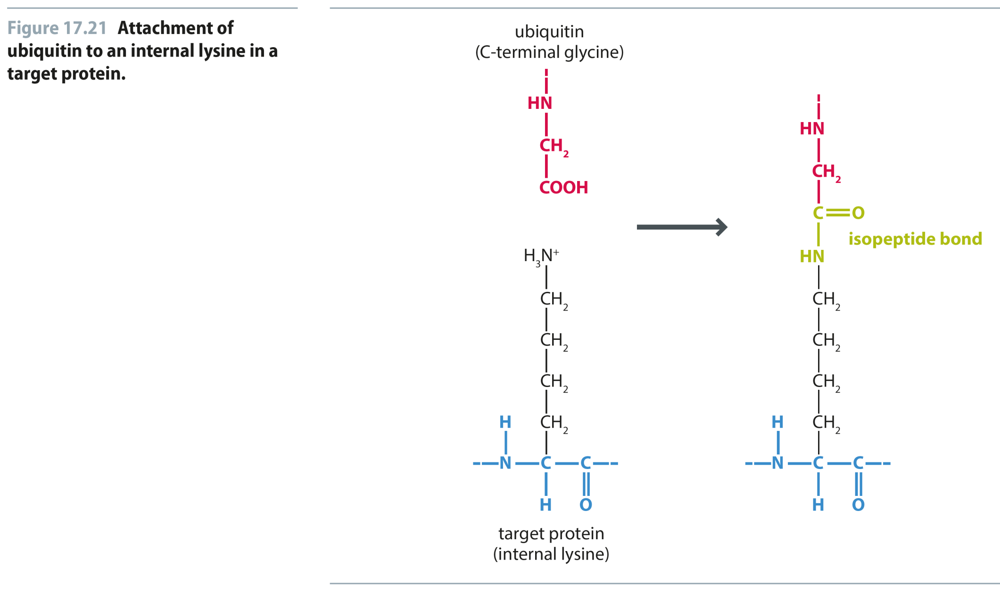 Figure 17.21 Attachment of
ubiquitin to an internal lysine in a
target protein.
ubiquitin
(C-terminal glycine)
HN
CH₂
COOH
H₃N⁺
CH₂
CH₂
CH₂
H CH₂
N C C
H O
target protein
(internal lysine)
HN
CH₂
C O
isopeptide bond
HN
CH₂
CH₂
CH₂
H CH₂
N C C
H O